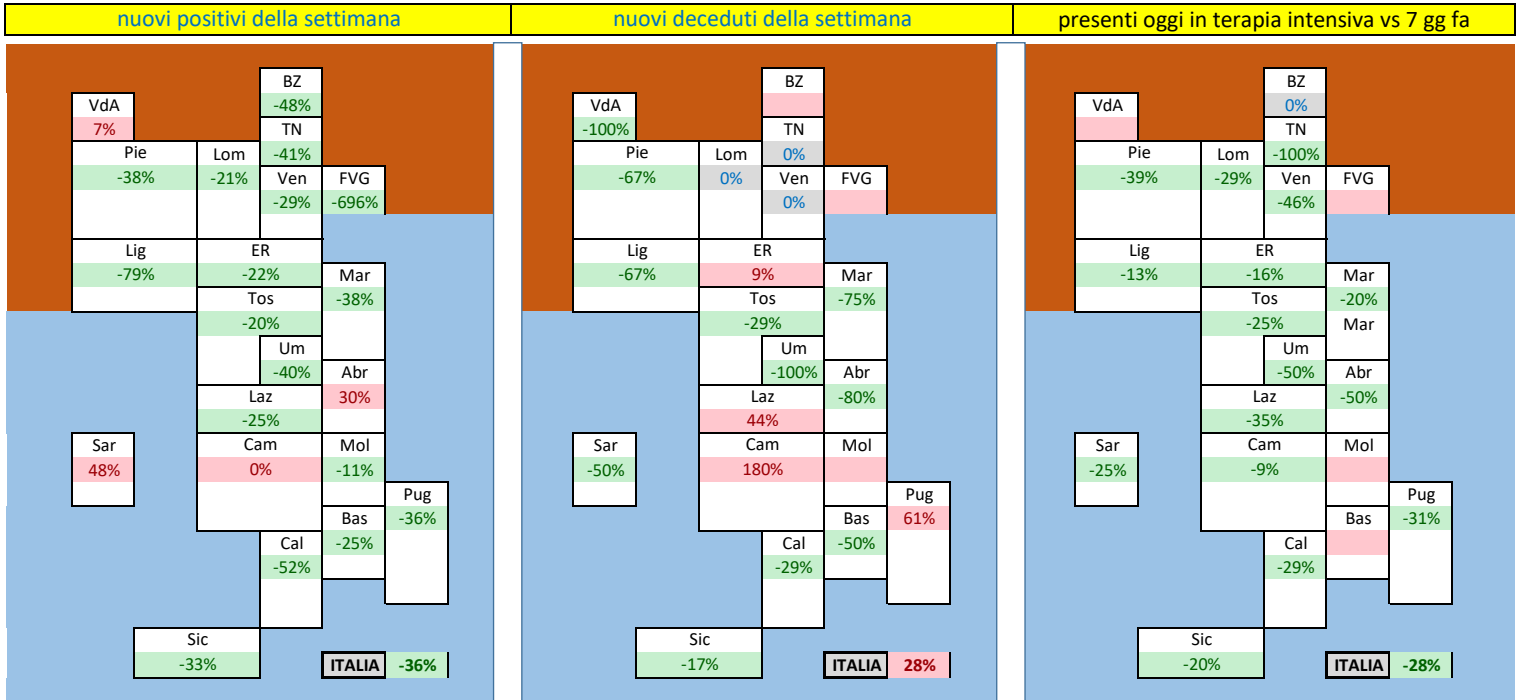 nuovi positivi della settimana
BZ
-48%
VdA
7%
TN
-41%
Pie
-38%
Lom
-21%
Ven
-29%
FVG
-696%
Lig
-79%
ER
-22%
Mar
-38%
Tos
-20%
Um
-40%
Abr
30%
Laz
-25%
Sar
48%
Cam
0%
Mol
-11%
Pug
-36%
Bas
-25%
Cal
-52%
Sic
-33%
ITALIA -36%
nuovi deceduti della settimana
BZ
VdA
-100%
TN
0%
Pie
-67%
Lom
0%
Ven
0%
FVG
Lig
-67%
ER
9%
Mar
-75%
Tos
-29%
Um
-100%
Abr
-80%
Laz
44%
Sar
-50%
Cam
180%
Mol
Pug
61%
Bas
-50%
Cal
-29%
Sic
-17%
ITALIA 28%
presenti oggi in terapia intensiva vs 7 gg fa
BZ
0%
VdA
TN
-100%
Pie
-39%
Lom
-29%
Ven
-46%
FVG
Lig
-13%
ER
-16%
Mar
-20%
Tos
-25%
Mar
Um
-50%
Abr
-50%
Laz
-35%
Sar
-25%
Cam
-9%
Mol
Pug
-31%
Bas
Cal
-29%
Sic
-20%
ITALIA -28%